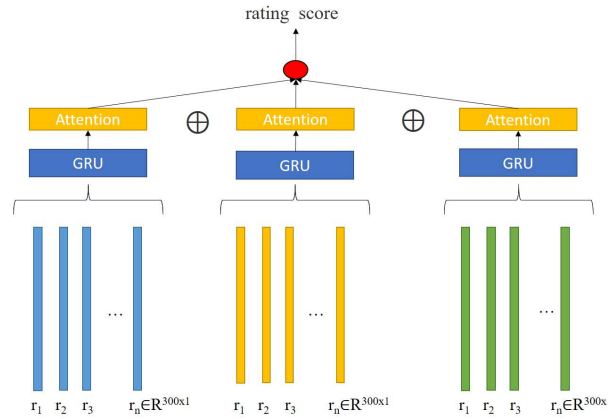 rating score
Attention ⊕ Attention ⊕ Attention
GRU GRU GRU
... ... ...
r₁ r₂ r₃ rₙ∈R³⁰⁰ˣ¹ r₁ r₂ r₃ rₙ∈R³⁰⁰ˣ¹ r₁ r₂ r₃ rₙ∈R³⁰⁰ˣ